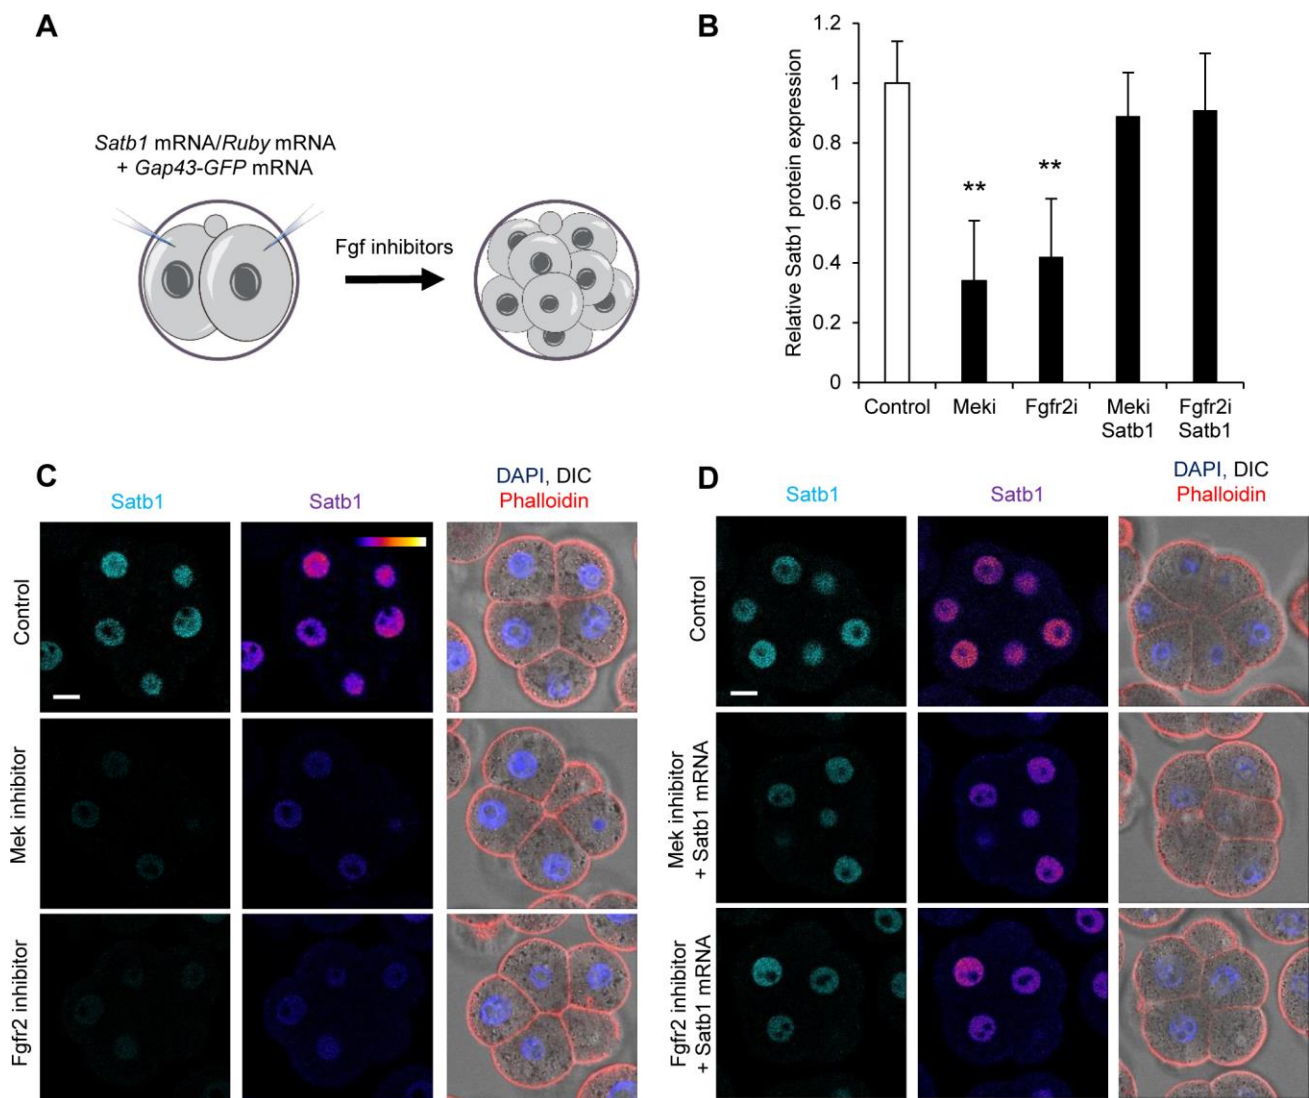 A
Satb1 mRNA/Ruby mRNA
+ Gap43-GFP mRNA
Fgf inhibitors
B
Relative Satb1 protein expression
1.2
1
0.8
0.6
0.4
0.2
0
**
**
Control
Meki
Fgfr2i
Meki
Satb1
Fgfr2i
Satb1
C
Satb1
Satb1
DAPI, DIC
Phalloidin
Control
Mek inhibitor
Fgfr2 inhibitor
D
Satb1
Satb1
DAPI, DIC
Phalloidin
Control
Mek inhibitor
+ Satb1 mRNA
Fgfr2 inhibitor
+ Satb1 mRNA